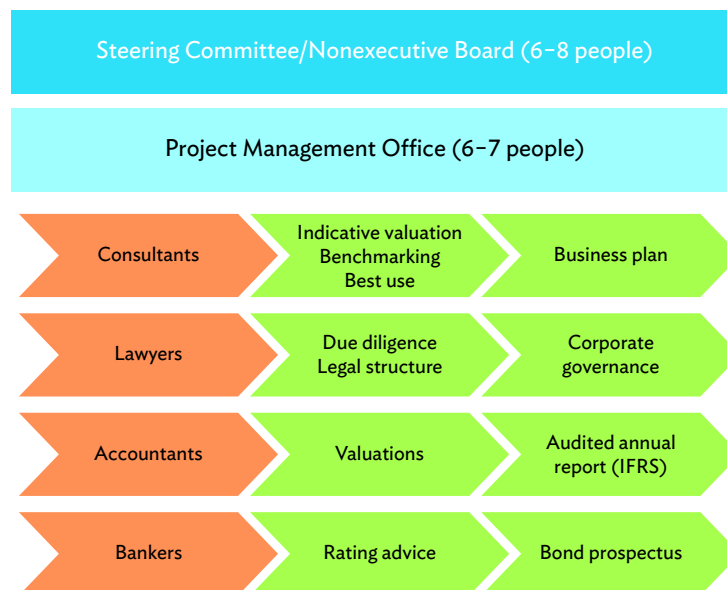 Steering Committee/Nonexecutive Board (6–8 people)
Project Management Office (6–7 people)
Consultants
Indicative valuation
Benchmarking
Best use
Business plan
Lawyers
Due diligence
Legal structure
Corporate
governance
Accountants
Valuations
Audited annual
report (IFRS)
Bankers
Rating advice
Bond prospectus